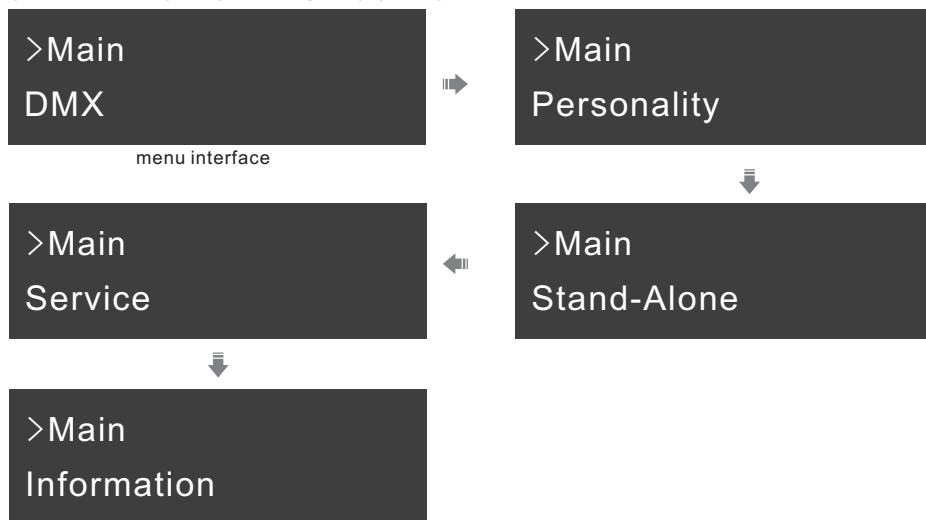 >Main
DMX
menu interface
>Main
Personality
>Main
Stand-Alone
>Main
Service
>Main
Information